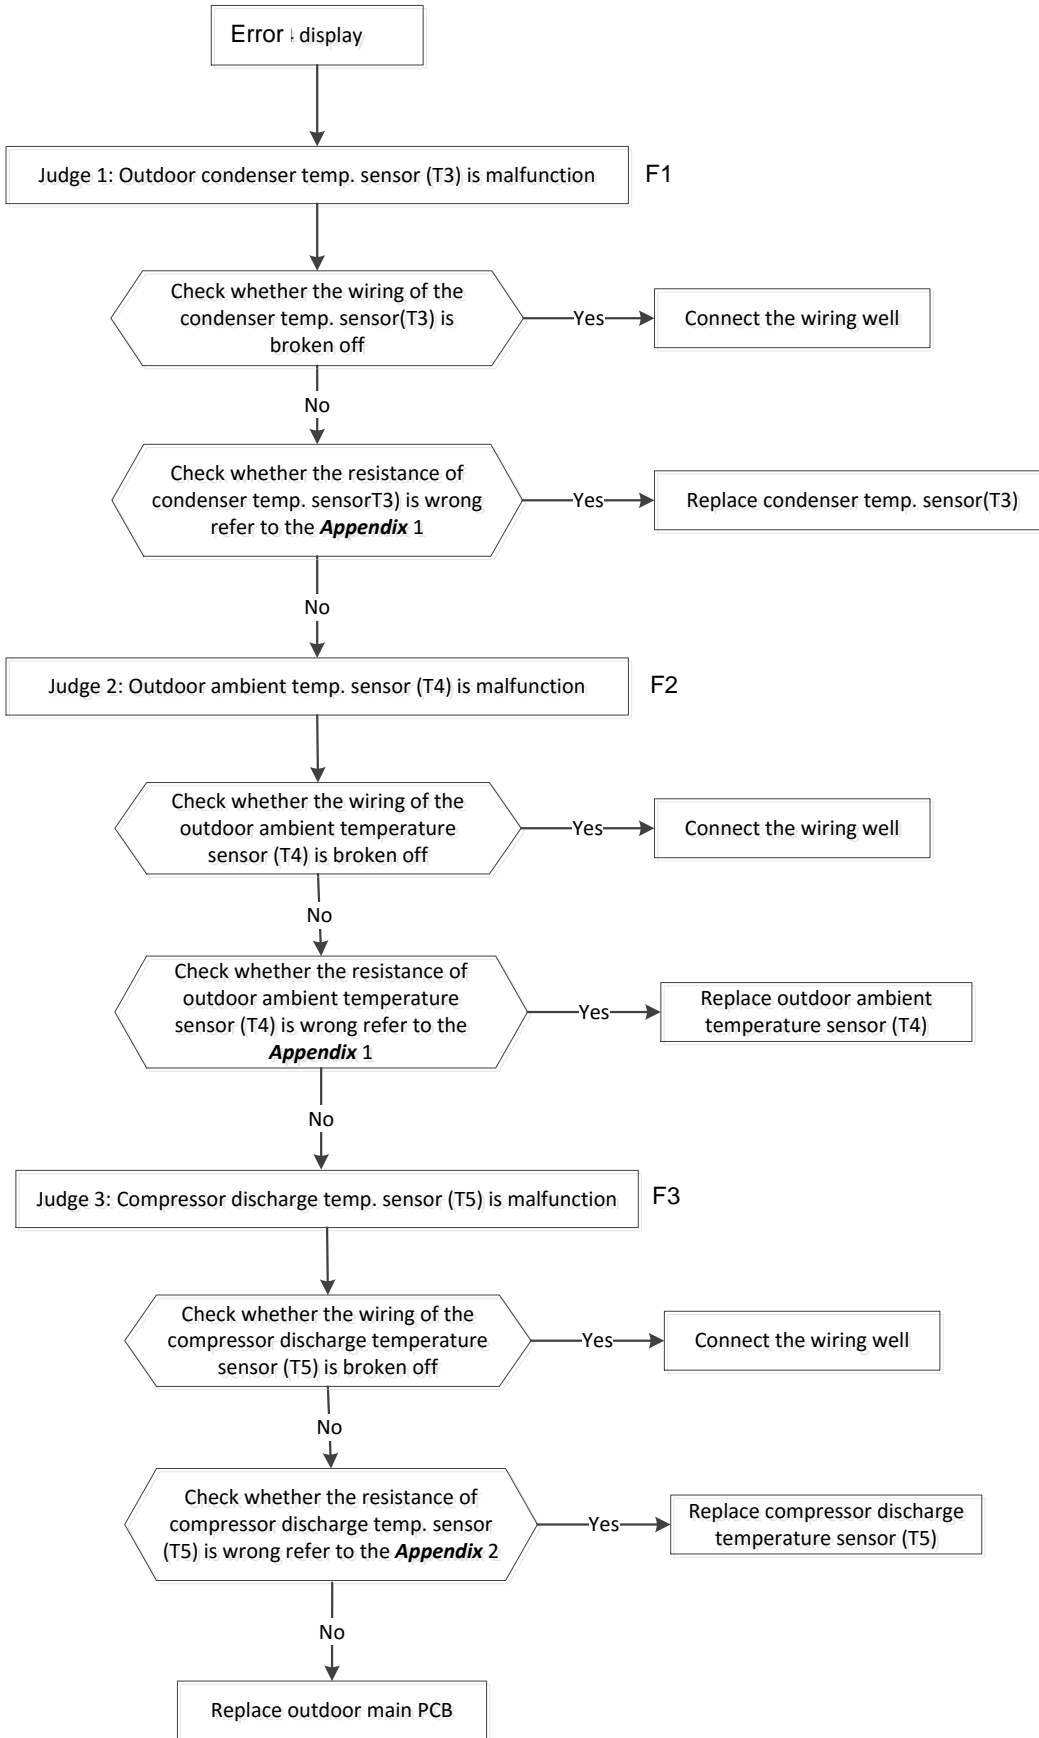 Error display
Judge 1: Outdoor condenser temp. sensor (T3) is malfunction
F1
Check whether the wiring of the
condenser temp. sensor(T3) is
broken off
Yes
Connect the wiring well
No
Check whether the resistance of
condenser temp. sensorT3) is wrong
refer to the Appendix 1
Yes
Replace condenser temp. sensor(T3)
No
Judge 2: Outdoor ambient temp. sensor (T4) is malfunction
F2
Check whether the wiring of the
outdoor ambient temperature
sensor (T4) is broken off
Yes
Connect the wiring well
No
Check whether the resistance of
outdoor ambient temperature
sensor (T4) is wrong refer to the
Appendix 1
Yes
Replace outdoor ambient
temperature sensor (T4)
No
Judge 3: Compressor discharge temp. sensor (T5) is malfunction
F3
Check whether the wiring of the
compressor discharge temperature
sensor (T5) is broken off
Yes
Connect the wiring well
No
Check whether the resistance of
compressor discharge temp. sensor
(T5) is wrong refer to the Appendix 2
Yes
Replace compressor discharge
temperature sensor (T5)
No
Replace outdoor main PCB